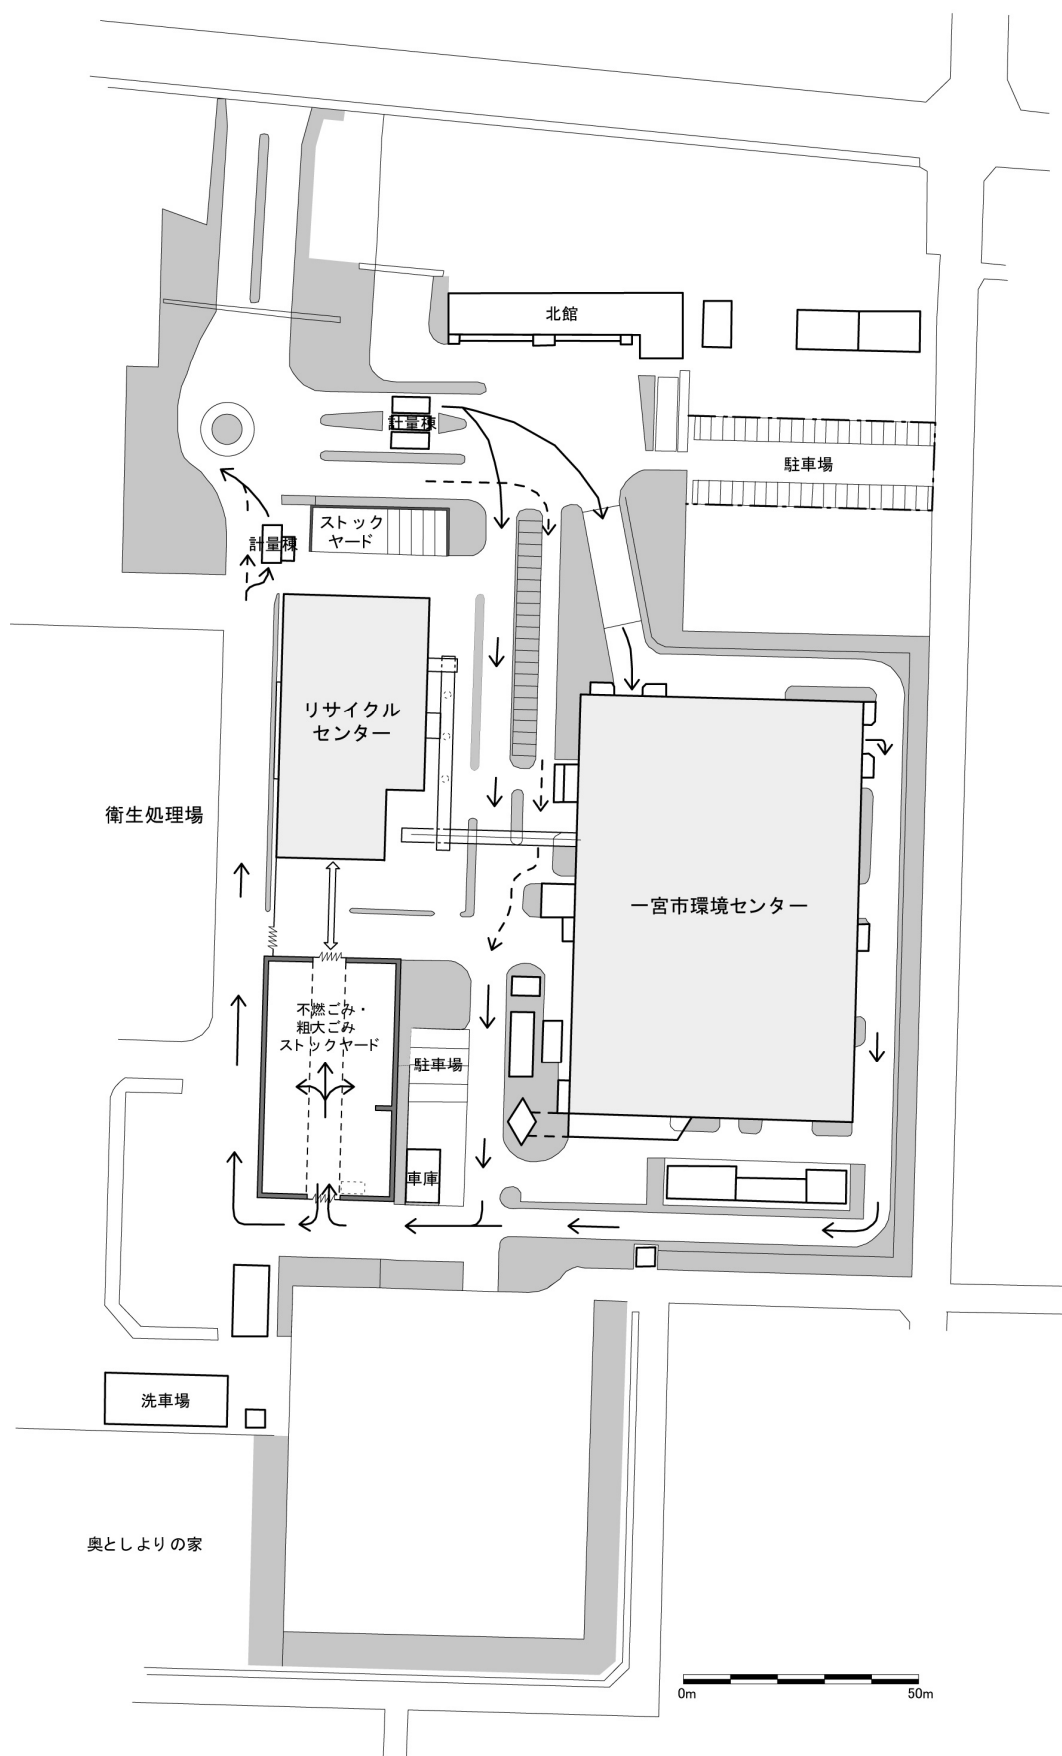 北館
計量棟
駐車場
ストック
ヤード
計量棟
リサイクル
センター
衛生処理場
一宮市環境センター
不燃ごみ・
粗大ごみ
ストックヤード
駐車場
車庫
洗車場
奥としよりの家
0m
50m